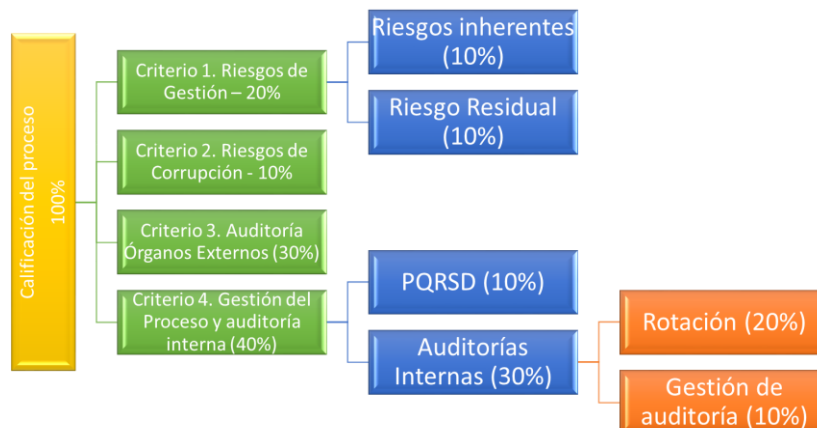 Calificación del proceso
100%
Criterio 1. Riesgos de
Gestión – 20%
Riesgos inherentes
(10%)
Riesgo Residual
(10%)
Criterio 2. Riesgos de
Corrupción - 10%
Criterio 3. Auditoría
Órganos Externos (30%)
Criterio 4. Gestión del
Proceso y auditoría
interna (40%)
PQRSD (10%)
Auditorías
Internas (30%)
Rotación (20%)
Gestión de
auditoría (10%)